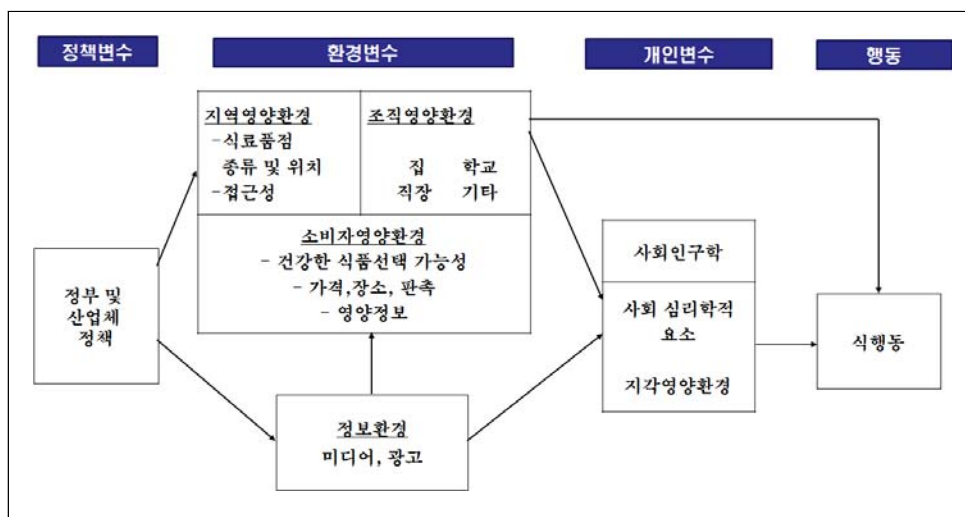 정책변수
환경변수
개인변수
행동
지역영양환경
-식료품점
종류 및 위치
-접근성
조직영양환경
집 학교
직장 기타
소비자영양환경
- 건강한 식품선택 가능성
- 가격,장소, 판촉
- 영양정보
정부 및
산업체
정책
정보환경
미디어, 광고
사회인구학
사회 심리학적
요소
지각영양환경
식행동